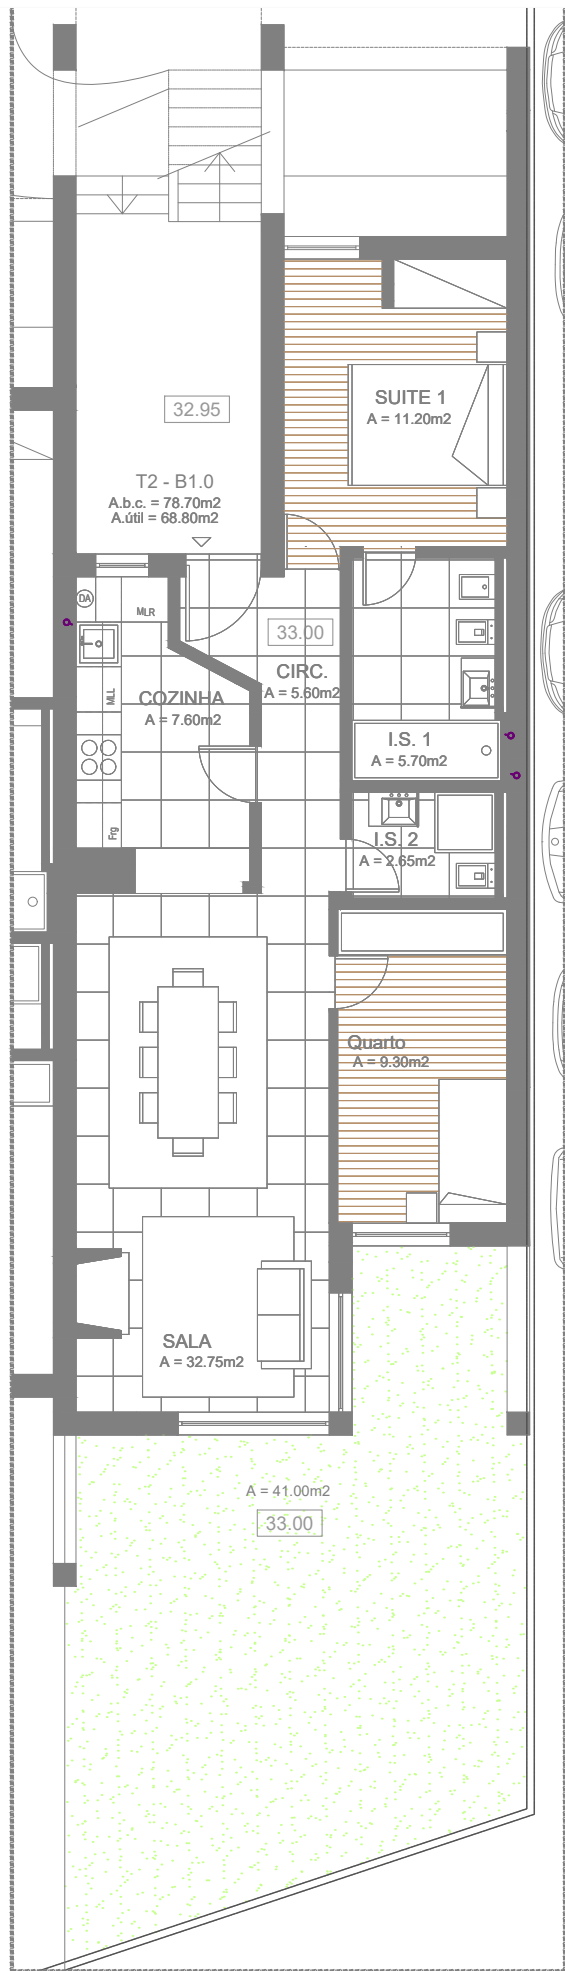 SUITE 1
A = 11.20m2
32.95
T2 - B1.0
A.b.c. = 78.70m2
A.útil = 68.80m2
DA
MLR
33.00
CIRC.
A = 5.60m2
MLL
COZINHA
A = 7.60m2
I.S. 1
A = 5.70m2
Frg
I.S. 2
A = 2.65m2
Quarto
A = 9.30m2
SALA
A = 32.75m2
A = 41.00m2
33.00